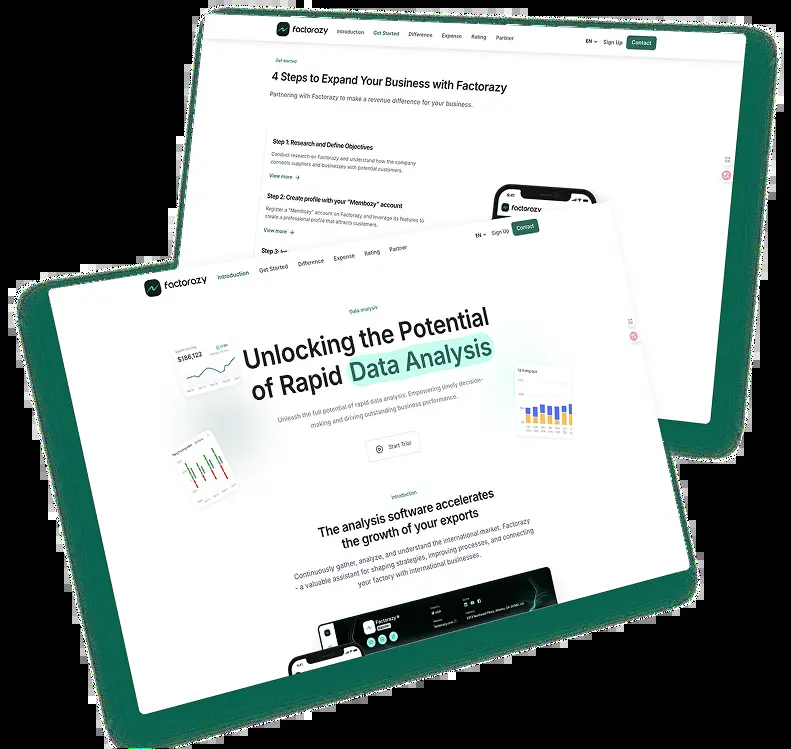 factorazy
Introduction
Get Started
Difference
Expense
Rating
Partner
EN
Sign Up
Contact
Get started
4 Steps to Expand Your Business with Factorazy
Partnering with Factorazy to make a revenue difference for your business.
Step 1: Research and Define Objectives
Conduct research on Factorazy and understand how the company
connects suppliers and businesses with potential customers.
View more →
Step 2: Create profile with your "Membozy" account
Register a "Membozy" account on Factorazy and leverage its features to
create a professional profile that attracts customers.
View more →
Step 3:
9:41
factorazy
factorazy
Introduction
Get Started
Difference
Expense
Rating
Partner
EN
Sign Up
Contact
Data analysis
Unlocking the Potential
of Rapid Data Analysis
Unleash the full potential of rapid data analysis: Empowering timely decision-
making and driving outstanding business performance.
Start Trial
$186,122
Introduction
The analysis software accelerates
the growth of your exports
Continuously gather, analyze, and understand the international market. Factorazy
- a valuable assistant for shaping strategies, improving processes, and connecting
your factory with international businesses.
Factorazy
9:41